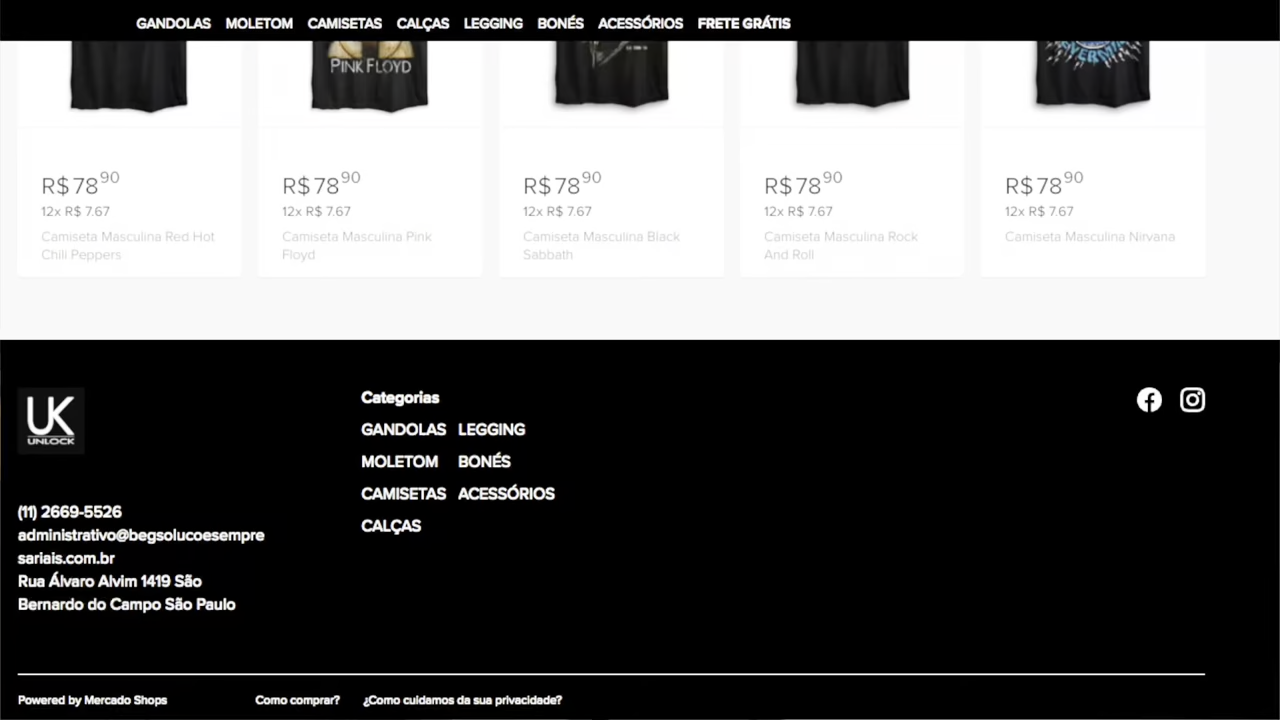 GANDOLAS MOLETOM CAMISETAS CALÇAS LEGGING BONÉS ACESSÓRIOS FRETE GRÁTIS
PINK FLOYD
R$ 78 90
12x R$ 7.67
Camiseta Masculina Red Hot
Chili Peppers
R$ 78 90
12x R$ 7.67
Camiseta Masculina Pink
Floyd
R$ 78 90
12x R$ 7.67
Camiseta Masculina Black
Sabbath
R$ 78 90
12x R$ 7.67
Camiseta Masculina Rock
And Roll
R$ 78 90
12x R$ 7.67
Camiseta Masculina Nirvana
UK
UNLOCK
(11) 2669-5526
administrativo@begsolucoesempre
sariais.com.br
Rua Álvaro Alvim 1419 São
Bernardo do Campo São Paulo
Categorias
GANDOLAS LEGGING
MOLETOM BONÉS
CAMISETAS ACESSÓRIOS
CALÇAS
Powered by Mercado Shops Como comprar? ¿Como cuidamos da sua privacidade?